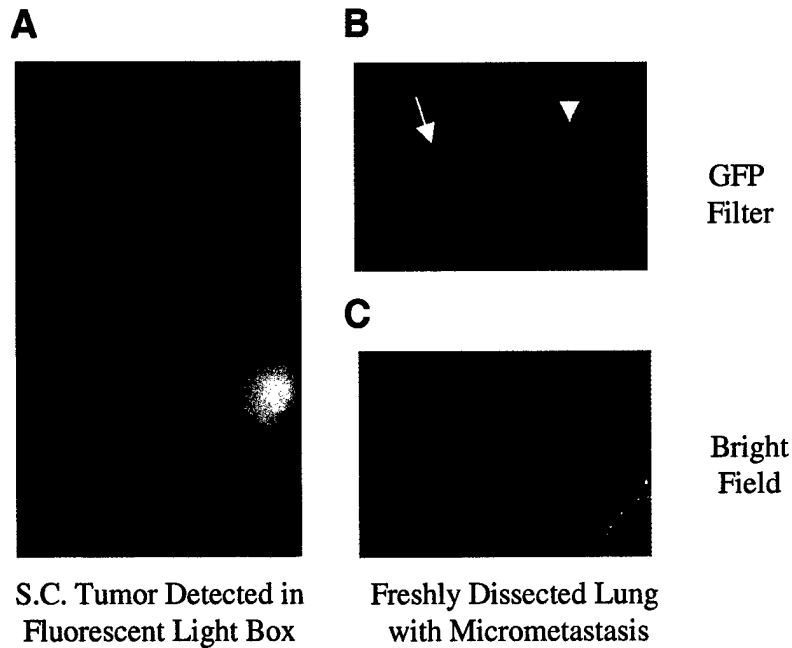 A
B
GFP
Filter
C
Bright
Field
S.C. Tumor Detected in
Fluorescent Light Box
Freshly Dissected Lung
with Micrometastasis